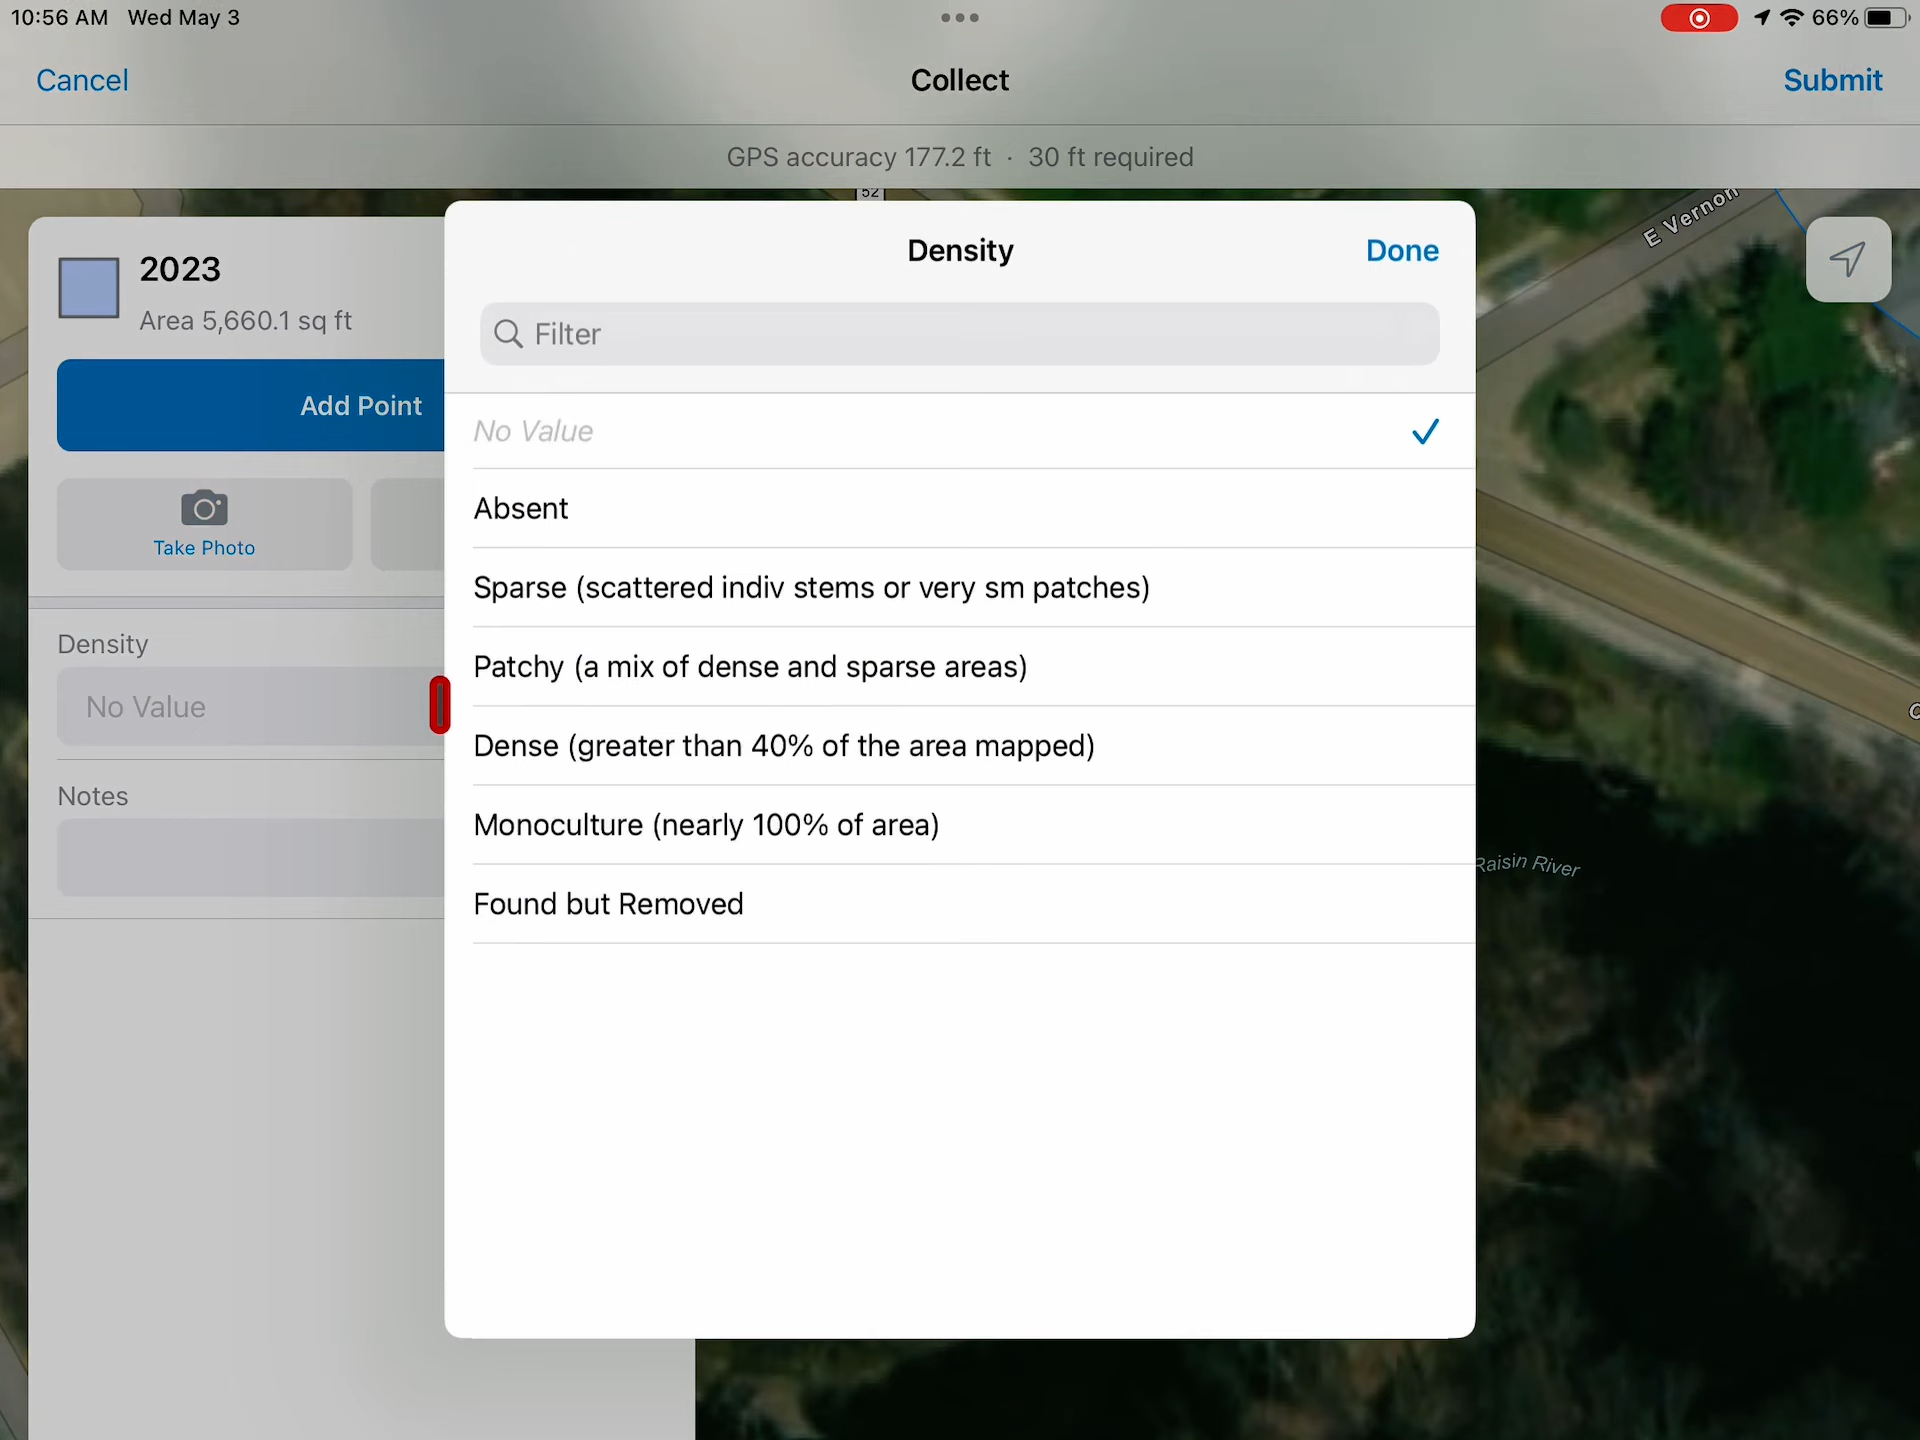 10:56 AM Wed May 3
66%
Cancel
Collect
Submit
GPS accuracy 177.2 ft · 30 ft required
52
E Vernon
2023
Area 5,660.1 sq ft
Add Point
Take Photo
Density
No Value
Notes
Density
Done
Filter
No Value
Absent
Sparse (scattered indiv stems or very sm patches)
Patchy (a mix of dense and sparse areas)
Dense (greater than 40% of the area mapped)
Monoculture (nearly 100% of area)
Found but Removed
Raisin River